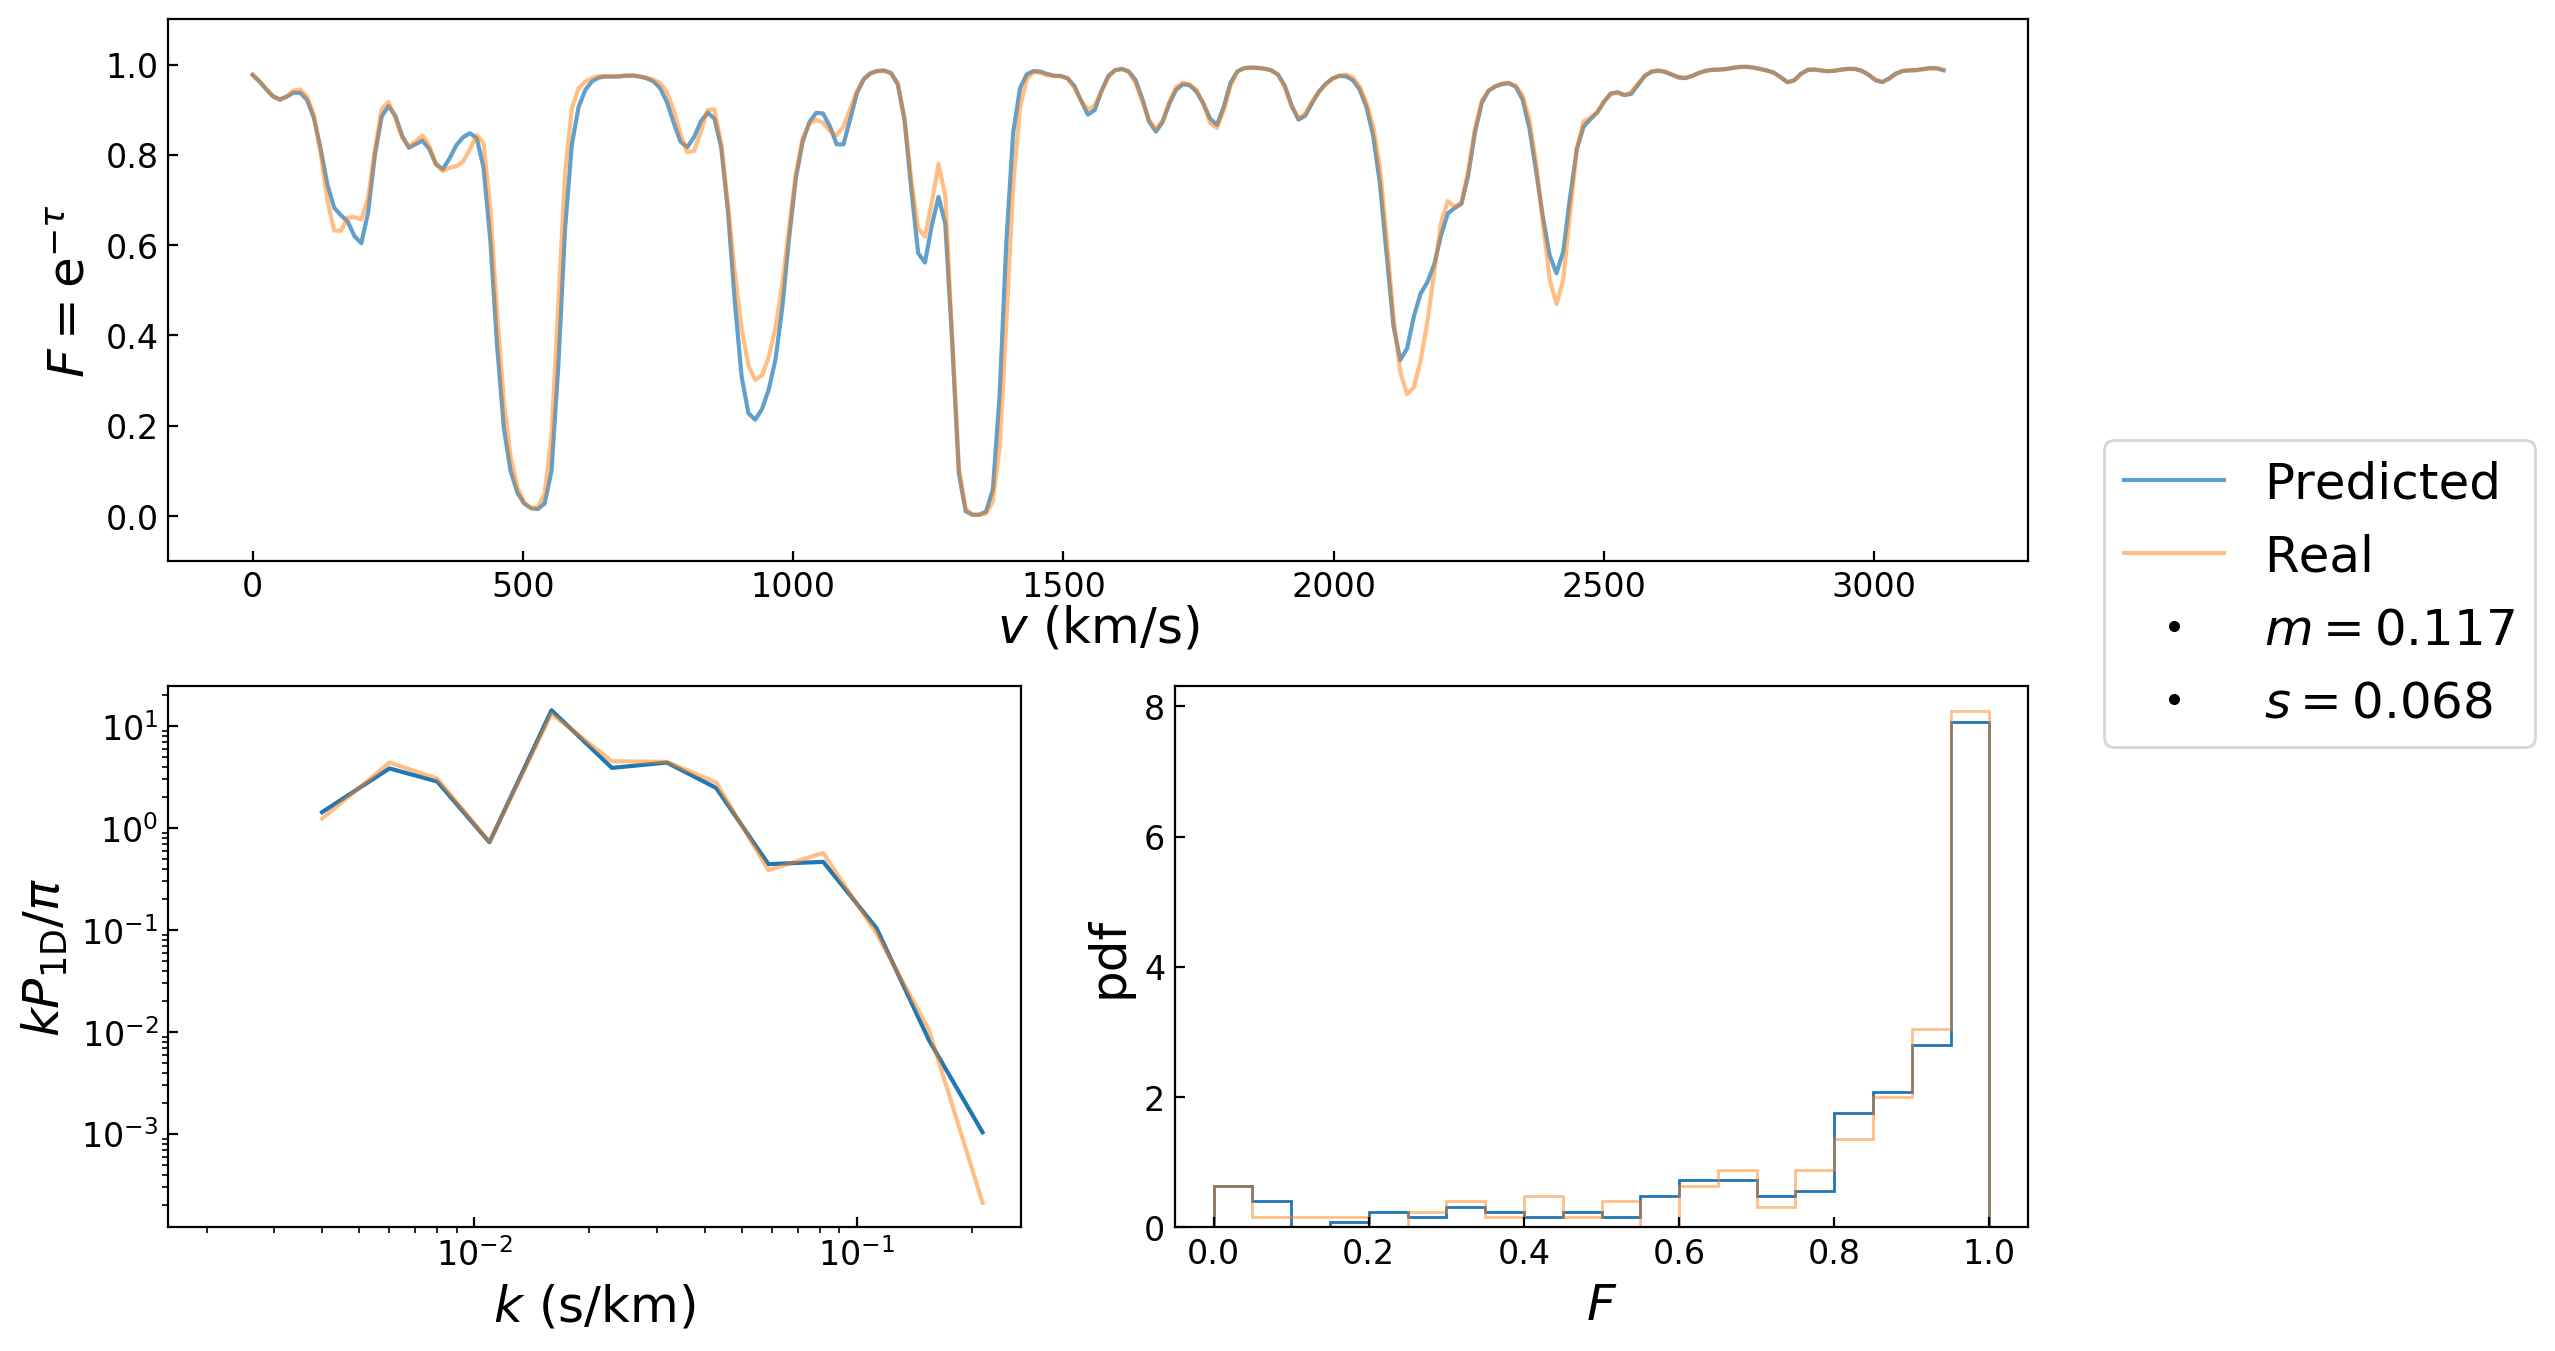 1.0
0.8
0.6
0.4
0.2
0.0
F = e^{−τ}
0 500 1000 1500 2000 2500 3000
v (km/s)
Predicted
Real
m = 0.117
s = 0.068
10^1
10^0
10^{−1}
10^{−2}
10^{−3}
kP_{1D}/π
10^{−2} 10^{−1}
k (s/km)
8
6
4
2
0
pdf
0.0 0.2 0.4 0.6 0.8 1.0
F